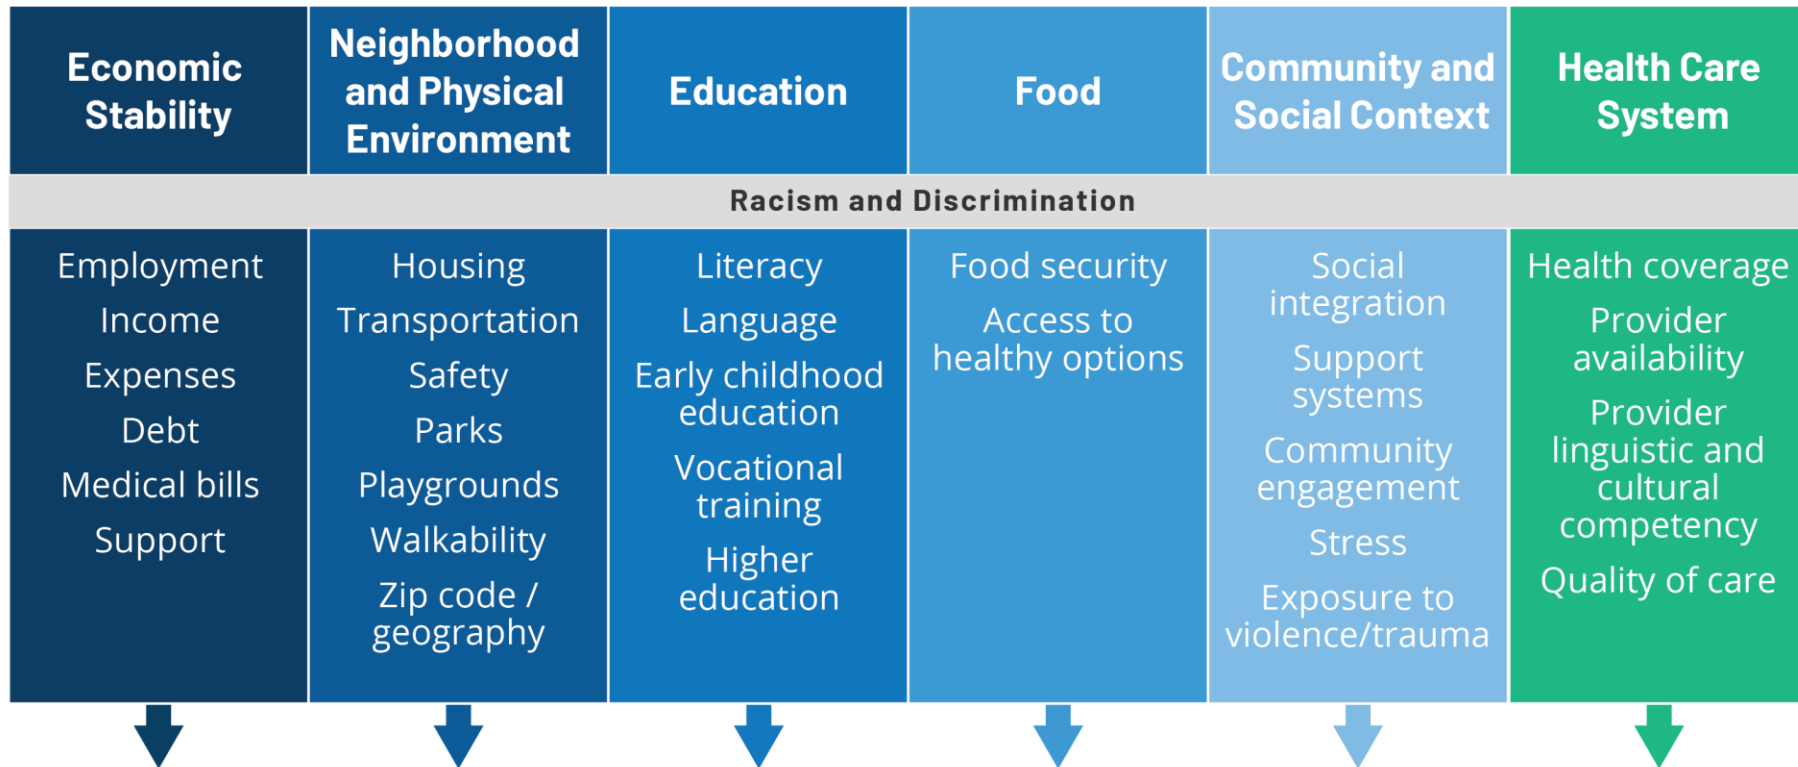 Economic
Stability
Neighborhood
and Physical
Environment
Education
Food
Community and
Social Context
Health Care
System
Racism and Discrimination
Employment
Income
Expenses
Debt
Medical bills
Support
Housing
Transportation
Safety
Parks
Playgrounds
Walkability
Zip code /
geography
Literacy
Language
Early childhood
education
Vocational
training
Higher
education
Food security
Access to
healthy options
Social
integration
Support
systems
Community
engagement
Stress
Exposure to
violence/trauma
Health coverage
Provider
availability
Provider
linguistic and
cultural
competency
Quality of care